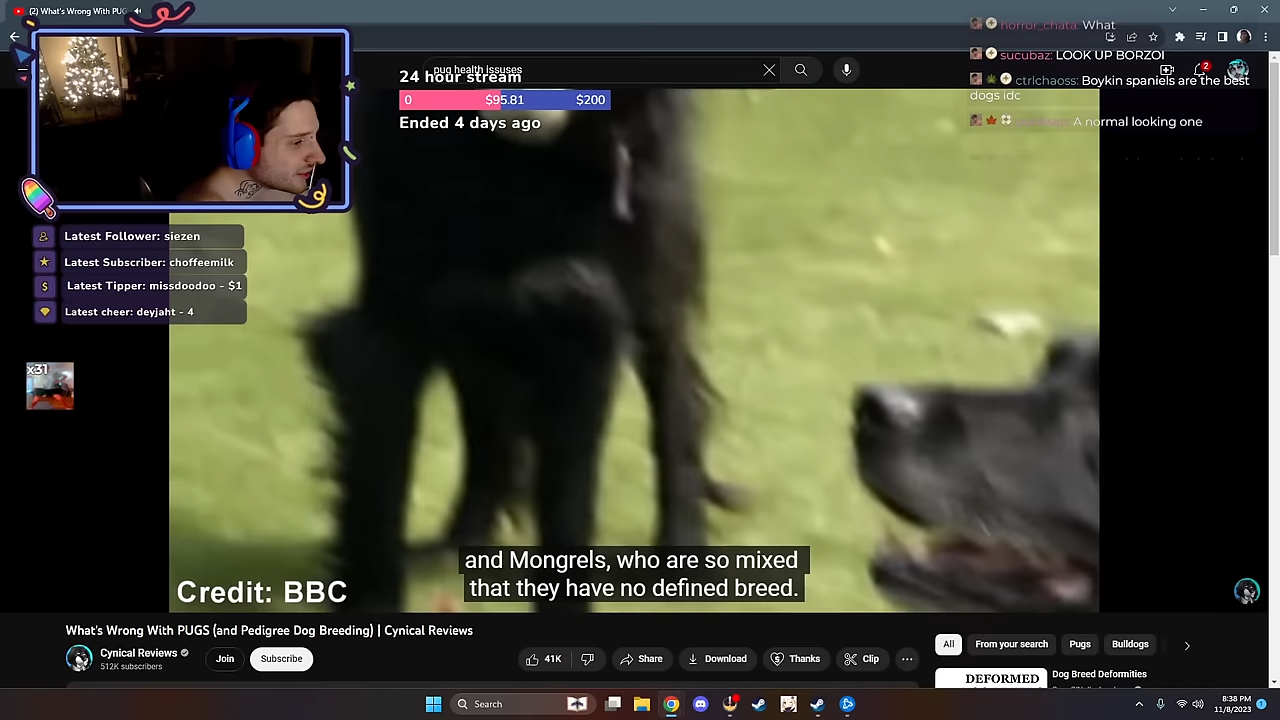 (2) What's Wrong With PUG
horror_chata: What
sucubaz: LOOK UP BORZOI
ctrlchaoss: Boykin spaniels are the best
dogs idc
A normal looking one
pug health issuses
2
24 hour stream
0 $95.81 $200
Ended 4 days ago
Latest Follower: siezen
Latest Subscriber: choffeemilk
Latest Tipper: missdoodoo - $1
Latest cheer: deyjaht - 4
x31
and Mongrels, who are so mixed
that they have no defined breed.
Credit: BBC
What's Wrong With PUGS (and Pedigree Dog Breeding) | Cynical Reviews
Cynical Reviews
512K subscribers
Join
Subscribe
41K
Share
Download
Thanks
Clip
All
From your search
Pugs
Bulldogs
DEFORMED
Dog Breed Deformities
Search
8:38 PM
11/8/2023